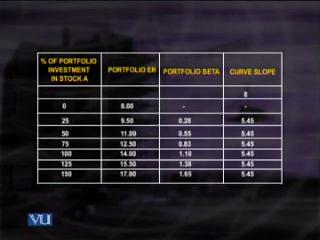 % OF PORTFOLIO INVESTMENT IN STOCK A PORTFOLIO ER PORTFOLIO BETA CURVE SLOPE
8
0 8.00 - -
25 9.50 0.28 5.45
50 11.00 0.55 5.45
75 12.50 0.83 5.45
100 14.00 1.10 5.45
125 15.50 1.38 5.45
150 17.00 1.65 5.45
VU